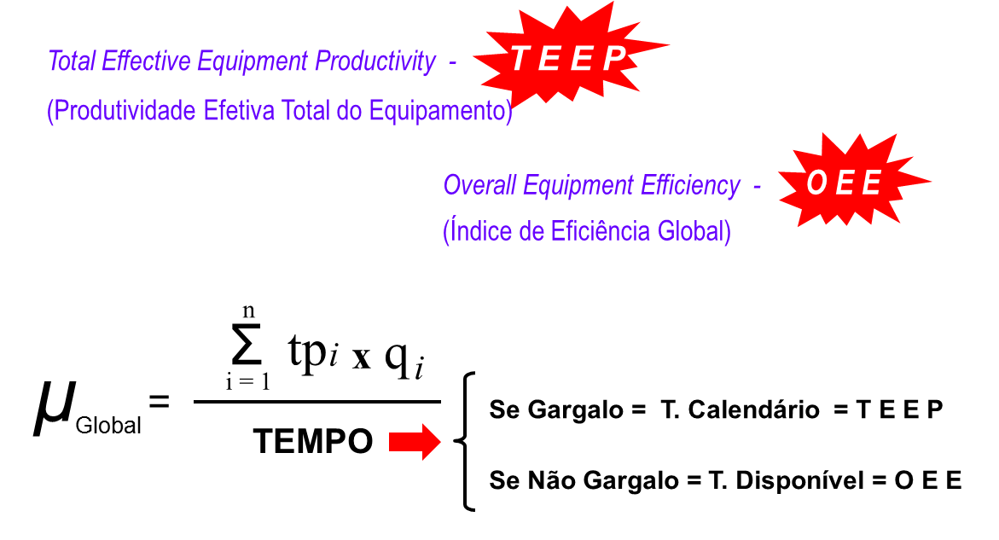 Total Effective Equipment Productivity - T E E P
(Produtividade Efetiva Total do Equipamento)
Overall Equipment Efficiency - O E E
(Índice de Eficiência Global)
n
Σ tpi x qi
i = 1
μGlobal =
TEMPO
Se Gargalo = T. Calendário = T E E P
Se Não Gargalo = T. Disponível = O E E